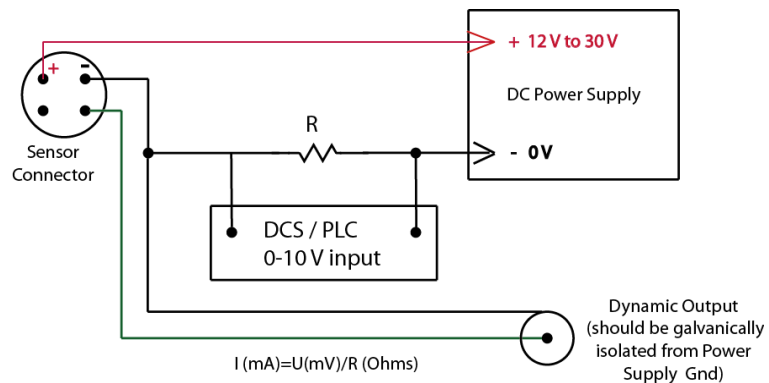 + 12 V to 30 V
+ -
DC Power Supply
R
Sensor
Connector
- 0V
DCS / PLC
0-10 V input
Dynamic Output
(should be galvanically
isolated from Power
Supply Gnd)
I (mA)=U(mV)/R (Ohms)